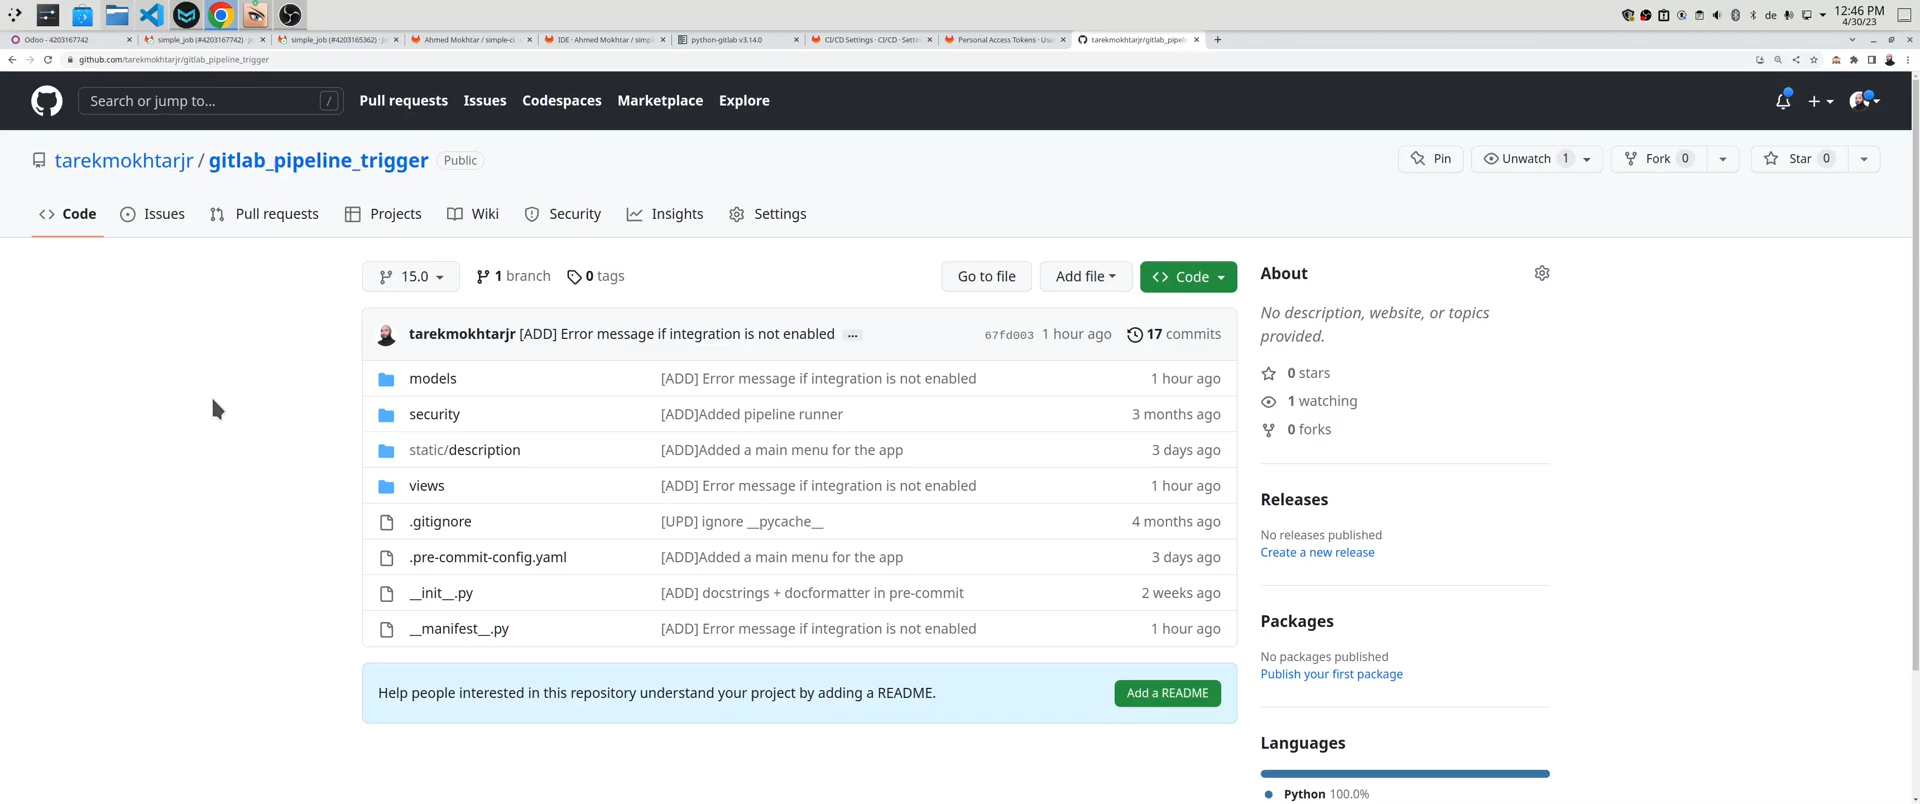 12:46 PM
de
4/30/23
Odoo - 4203167742
simple_job (#4203167742) · Jo
simple_job (#4203165362) · Jo
Ahmed Mokhtar / simple-ci
IDE · Ahmed Mokhtar / simple
python-gitlab v3.14.0
CI/CD Settings · CI/CD · Settin
Personal Access Tokens · Use
tarekmokhtarjr/gitlab_pipelin
github.com/tarekmokhtarjr/gitlab_pipeline_trigger
Search or jump to... /
Pull requests Issues Codespaces Marketplace Explore
tarekmokhtarjr / gitlab_pipeline_trigger Public
Pin Unwatch 1 Fork 0 Star 0
Code Issues Pull requests Projects Wiki Security Insights Settings
15.0 1 branch 0 tags Go to file Add file Code
tarekmokhtarjr [ADD] Error message if integration is not enabled ... 67fd003 1 hour ago 17 commits
models [ADD] Error message if integration is not enabled 1 hour ago
security [ADD]Added pipeline runner 3 months ago
static/description [ADD]Added a main menu for the app 3 days ago
views [ADD] Error message if integration is not enabled 1 hour ago
.gitignore [UPD] ignore __pycache__ 4 months ago
.pre-commit-config.yaml [ADD]Added a main menu for the app 3 days ago
__init__.py [ADD] docstrings + docformatter in pre-commit 2 weeks ago
__manifest__.py [ADD] Error message if integration is not enabled 1 hour ago
Help people interested in this repository understand your project by adding a README. Add a README
About
No description, website, or topics
provided.
0 stars
1 watching
0 forks
Releases
No releases published
Create a new release
Packages
No packages published
Publish your first package
Languages
Python 100.0%